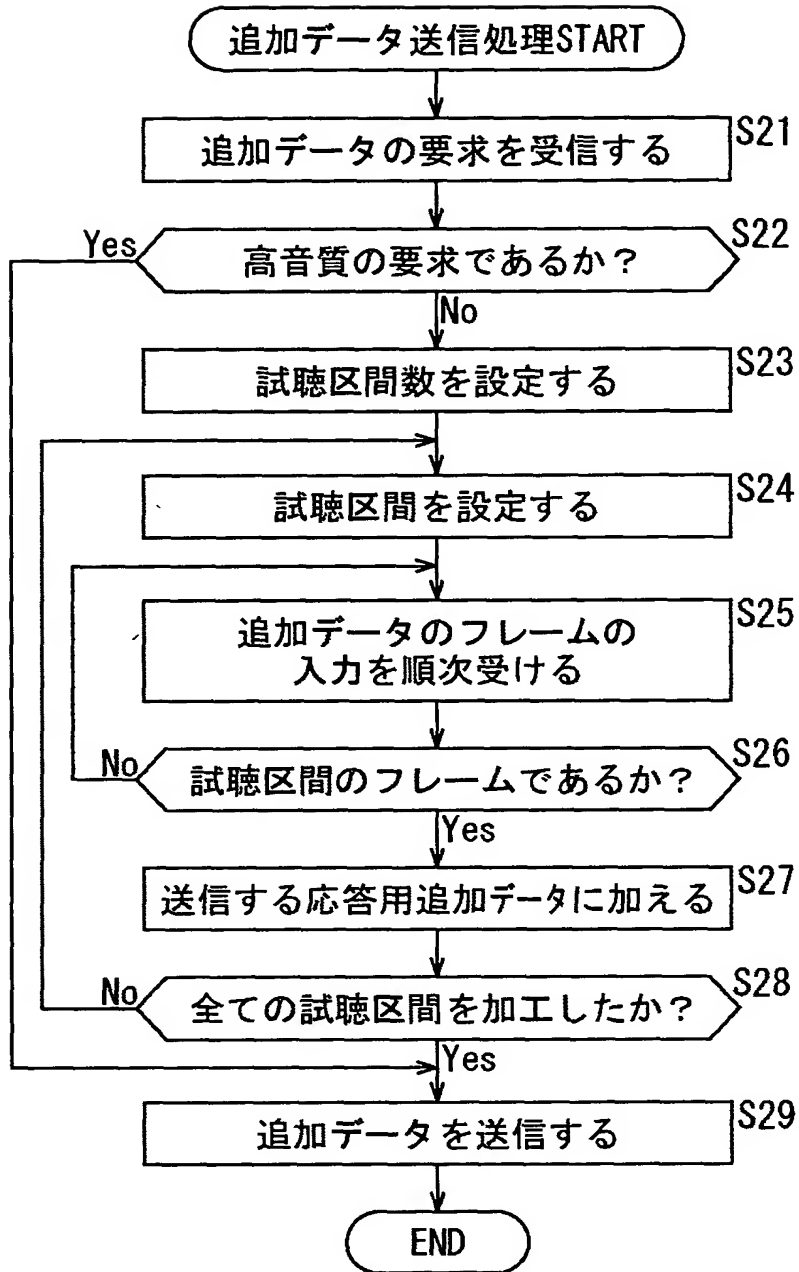 追加データ送信処理START
追加データの要求を受信する
S21
Yes
高音質の要求であるか?
S22
No
試聴区間数を設定する
S23
試聴区間を設定する
S24
追加データのフレームの
入力を順次受ける
S25
No
試聴区間のフレームであるか?
S26
Yes
送信する応答用追加データに加える
S27
No
全ての試聴区間を加工したか?
S28
Yes
追加データを送信する
S29
END